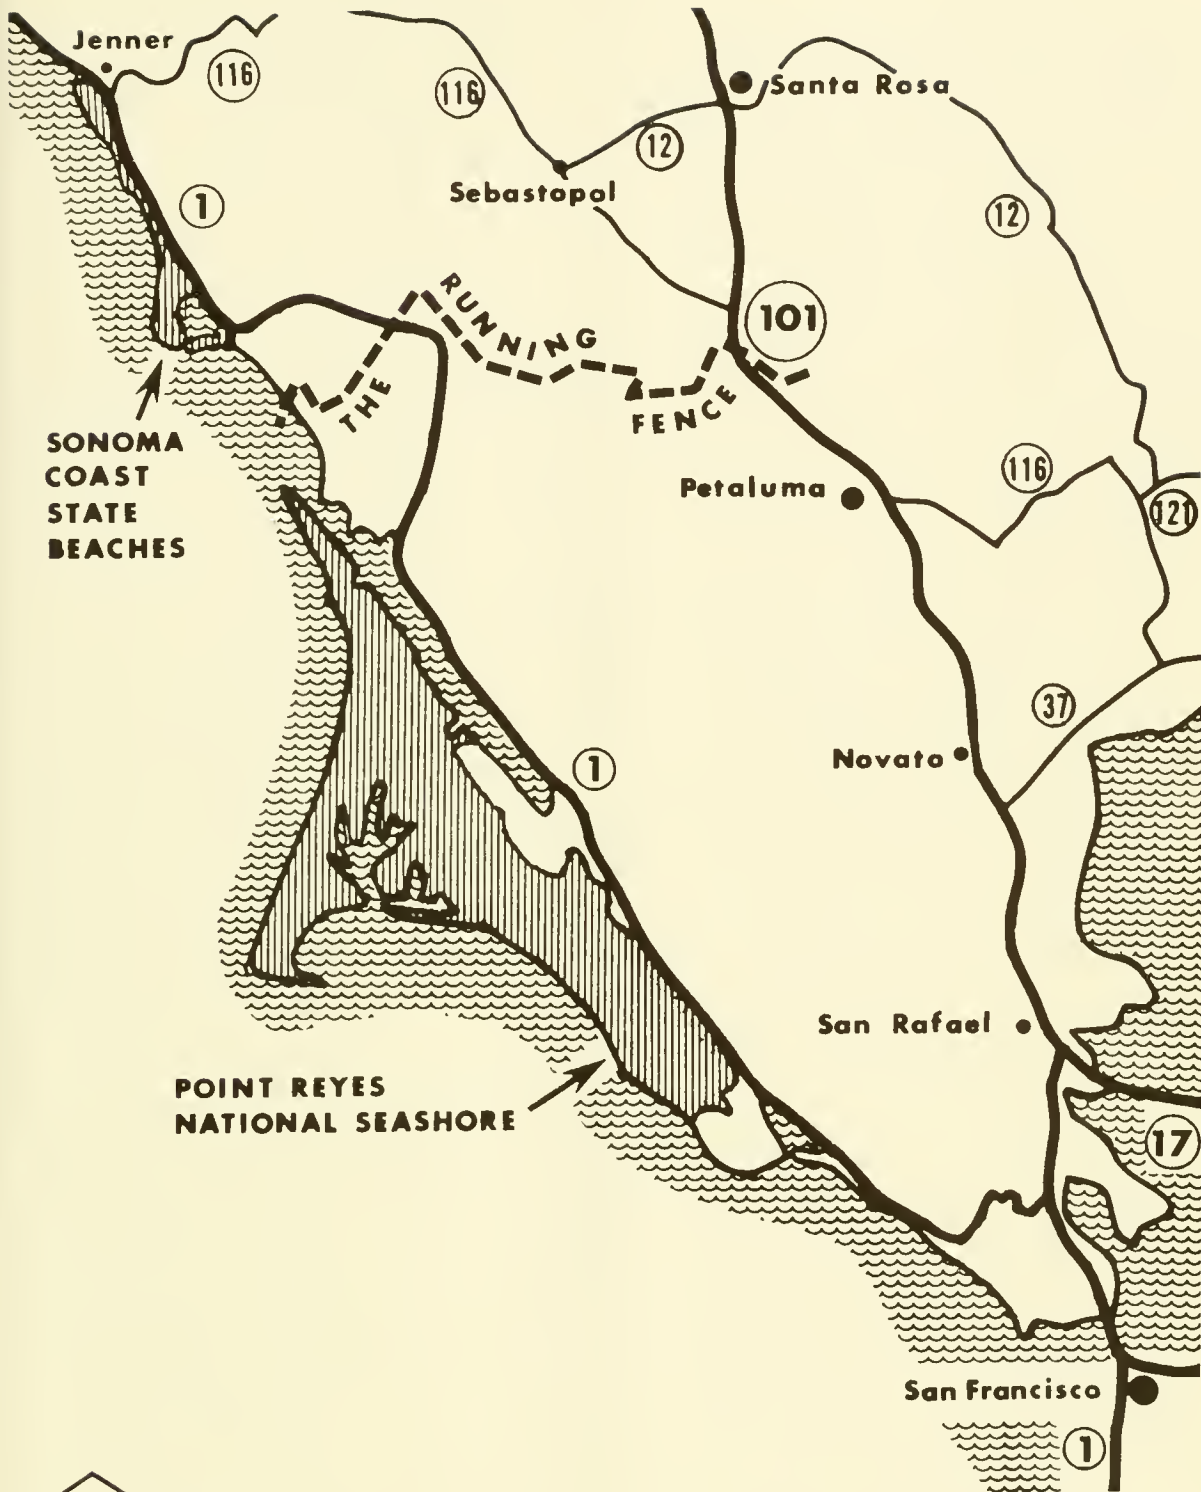 Jenner
116
116
Santa Rosa
12
Sebastopol
1
12
THE RUNNING FENCE
101
SONOMA
COAST
STATE
BEACHES
116
Petaluma
121
37
1
Novato
San Rafael
POINT REYES
NATIONAL SEASHORE
17
San Francisco
1